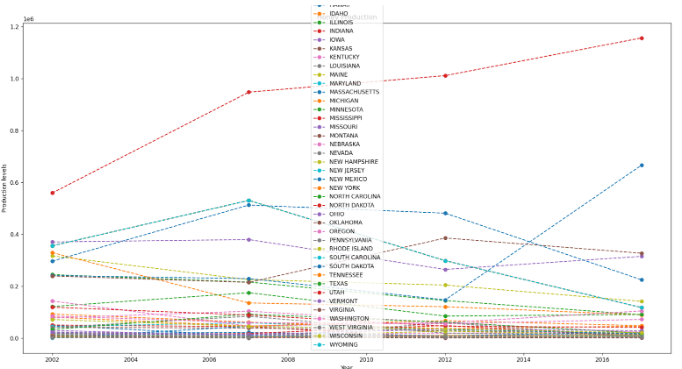 1e6
1.2
1.0
0.8
0.6
0.4
0.2
0.0
Production levels
2002
2004
2006
2008
2010
2012
2014
2016
Year
IDAHO
ILLINOIS
INDIANA
IOWA
KANSAS
KENTUCKY
LOUISIANA
MAINE
MARYLAND
MASSACHUSETTS
MICHIGAN
MINNESOTA
MISSISSIPPI
MISSOURI
MONTANA
NEBRASKA
NEVADA
NEW HAMPSHIRE
NEW JERSEY
NEW MEXICO
NEW YORK
NORTH CAROLINA
NORTH DAKOTA
OHIO
OKLAHOMA
OREGON
PENNSYLVANIA
RHODE ISLAND
SOUTH CAROLINA
SOUTH DAKOTA
TENNESSEE
TEXAS
UTAH
VERMONT
VIRGINIA
WASHINGTON
WEST VIRGINIA
WISCONSIN
WYOMING